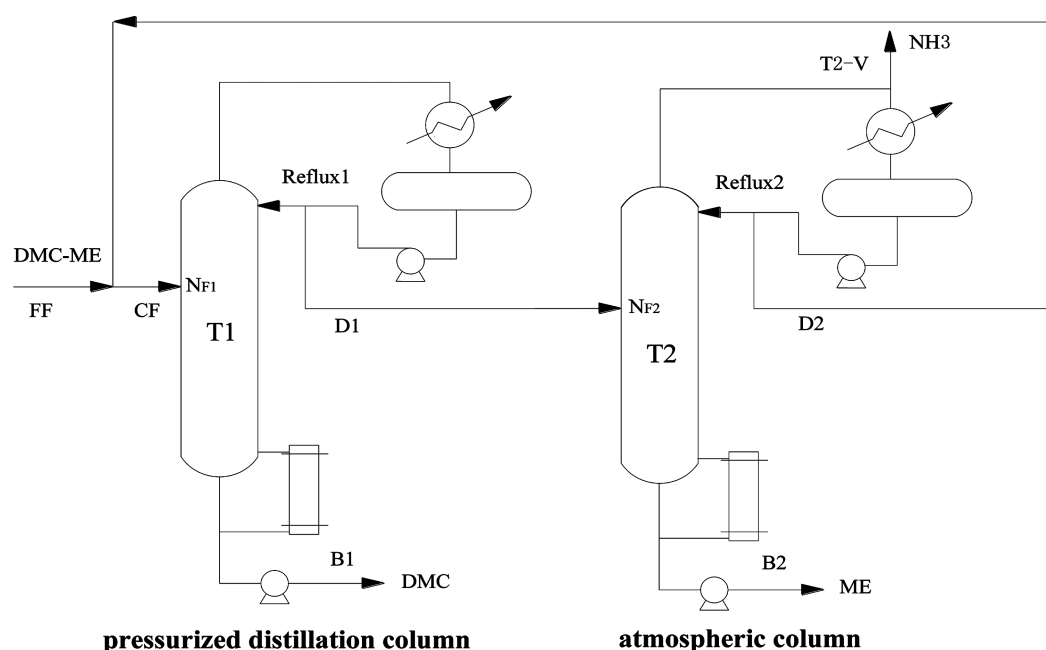 NH3
T2-V
Reflux1
Reflux2
DMC-ME
NF1
NF2
FF
CF
T1
D1
T2
D2
B1
DMC
B2
ME
pressurized distillation column
atmospheric column